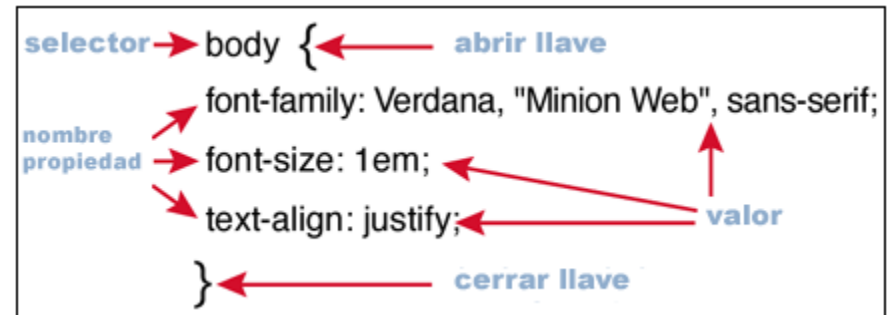 selector body { abrir llave
font-family: Verdana, "Minion Web", sans-serif;
nombre
propiedad font-size: 1em;
text-align: justify; valor
} cerrar llave